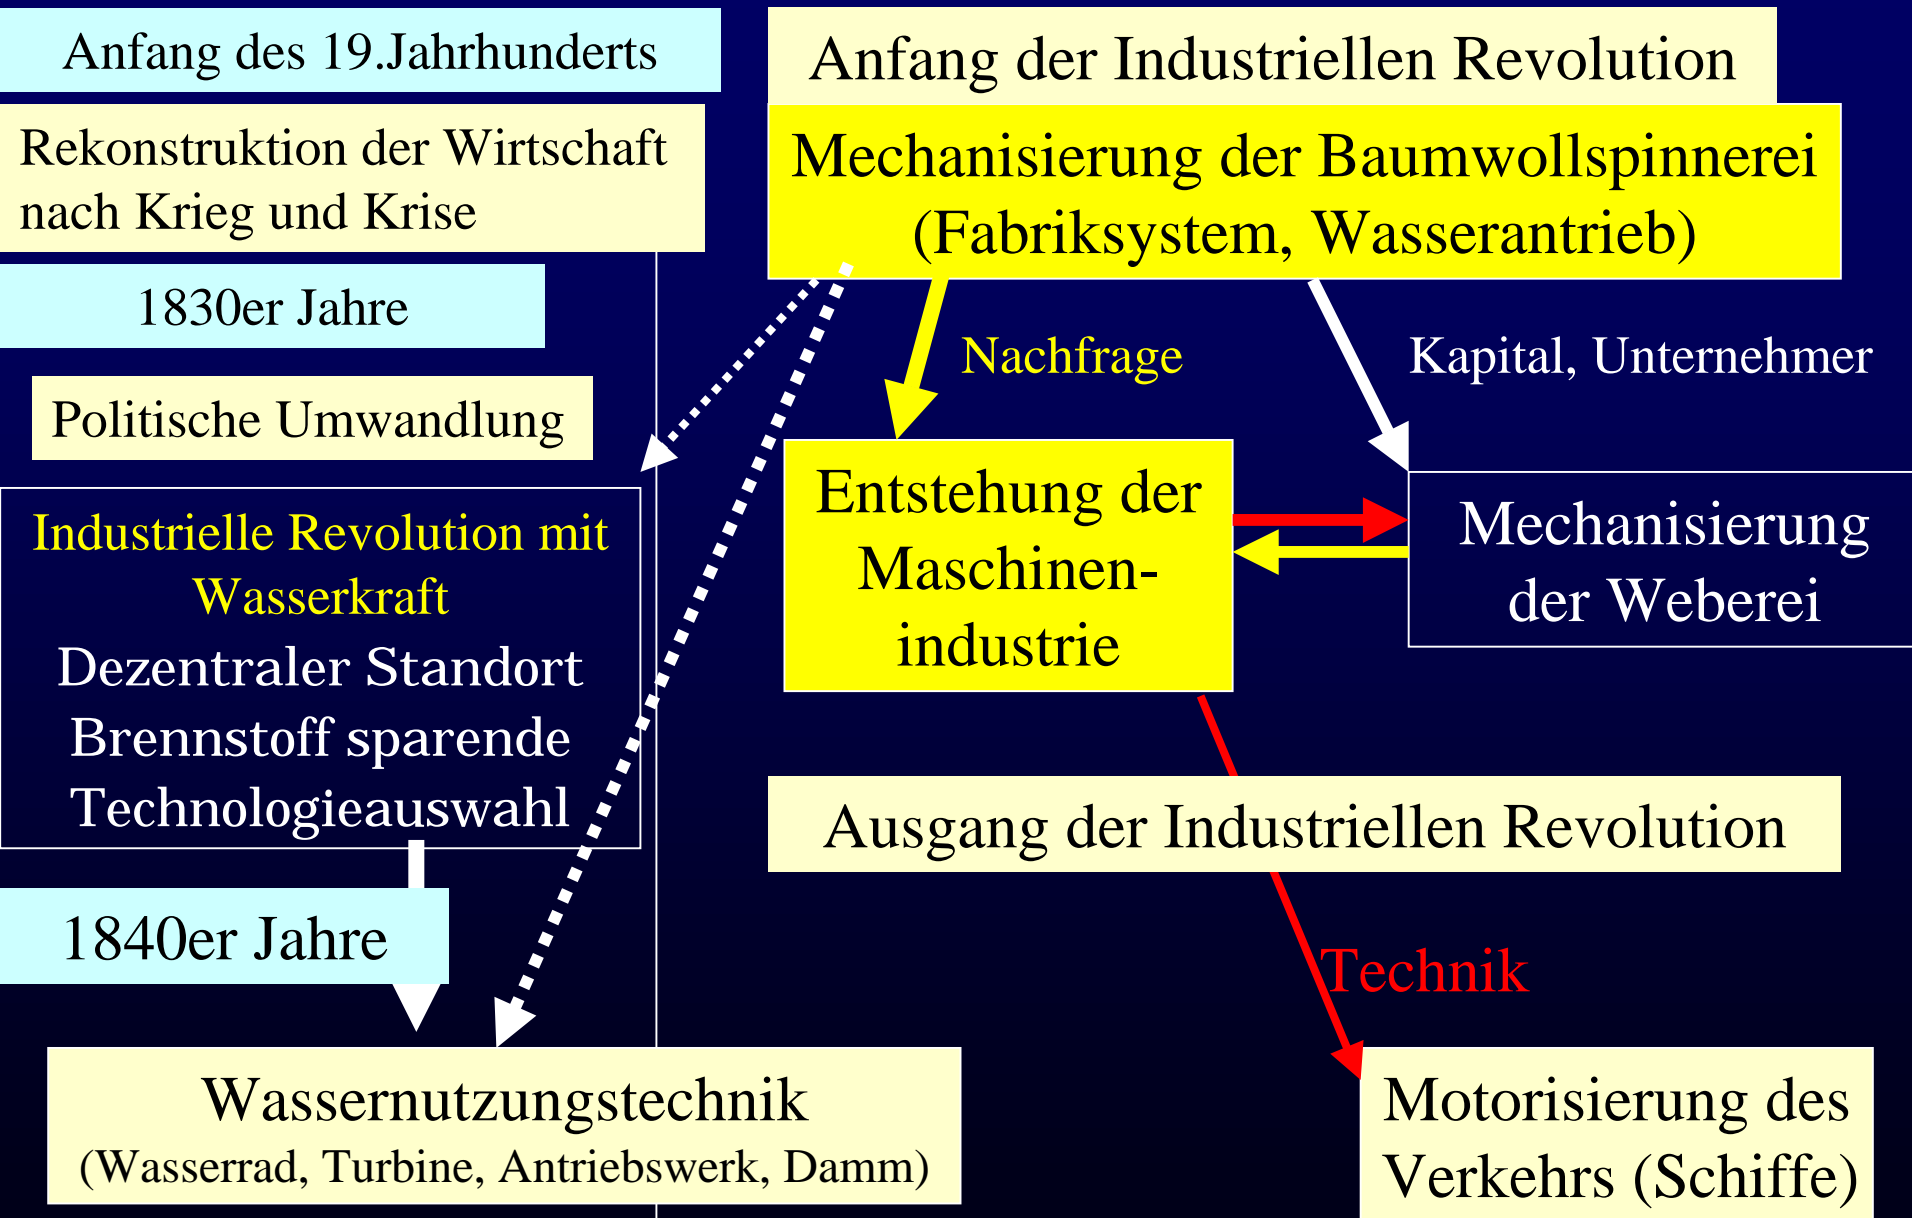 Anfang des 19.Jahrhunderts
Rekonstruktion der Wirtschaft
nach Krieg und Krise
1830er Jahre
Politische Umwandlung
Industrielle Revolution mit
Wasserkraft
Dezentraler Standort
Brennstoff sparende
Technologieauswahl
1840er Jahre
Wassernutzungstechnik
(Wasserrad, Turbine, Antriebswerk, Damm)
Anfang der Industriellen Revolution
Mechanisierung der Baumwollspinnerei
(Fabriksystem, Wasserantrieb)
Nachfrage
Kapital, Unternehmer
Entstehung der
Maschinen-
industrie
Mechanisierung
der Weberei
Ausgang der Industriellen Revolution
Technik
Motorisierung des
Verkehrs (Schiffe)